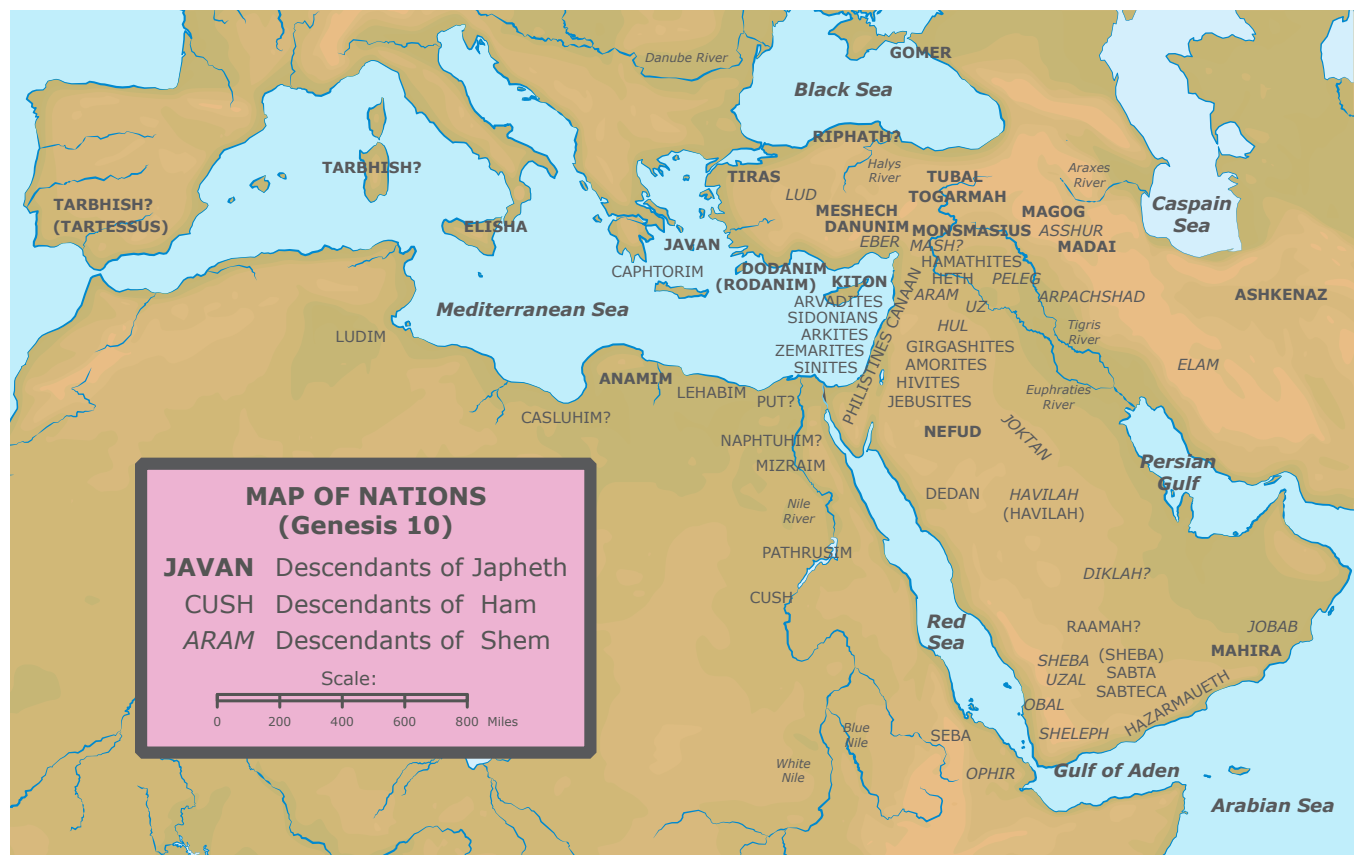 Danube River
GOMER
Black Sea
RIPHATH?
TARBHISH?
Halys
River
Araxes
River
TIRAS
TUBAL
LUD
TOGARMAH
TARBHISH?
(TARTESSUS)
MESHECH
MAGOG
Caspain
Sea
ELISHA
DANUNIM
MONSMASIUS
ASSHUR
JAVAN
EBER
MASH?
MADAI
CAPHTORIM
DODANIM
(RODANIM)
KITON
HAMATHITES
HETH
PELEG
ARAM
ARPACHSHAD
ASHKENAZ
Mediterranean Sea
ARVADITES
SIDONIANS
ARKITES
ZEMARITES
SINITES
CANAAN
PHILISTINES
UZ
HUL
Tigris
River
LUDIM
GIRGASHITES
AMORITES
HIVITES
JEBUSITES
ELAM
ANAMIM
LEHABIM
PUT?
Euphraties
River
CASLUHIM?
NEFUD
JOKTAN
NAPHTUHIM?
MIZRAIM
Persian
Gulf
DEDAN
HAVILAH
(HAVILAH)
Nile
River
PATHRUSIM
DIKLAH?
CUSH
Red
Sea
RAAMAH?
JOBAB
MAHIRA
SHEBA
UZAL
(SHEBA)
SABTA
SABTECA
OBAL
HAZARMAUETH
SHELEPH
SEBA
Blue
Nile
White
Nile
OPHIR
Gulf of Aden
Arabian Sea
MAP OF NATIONS
(Genesis 10)
JAVAN Descendants of Japheth
CUSH Descendants of Ham
ARAM Descendants of Shem
Scale:
0 200 400 600 800 Miles